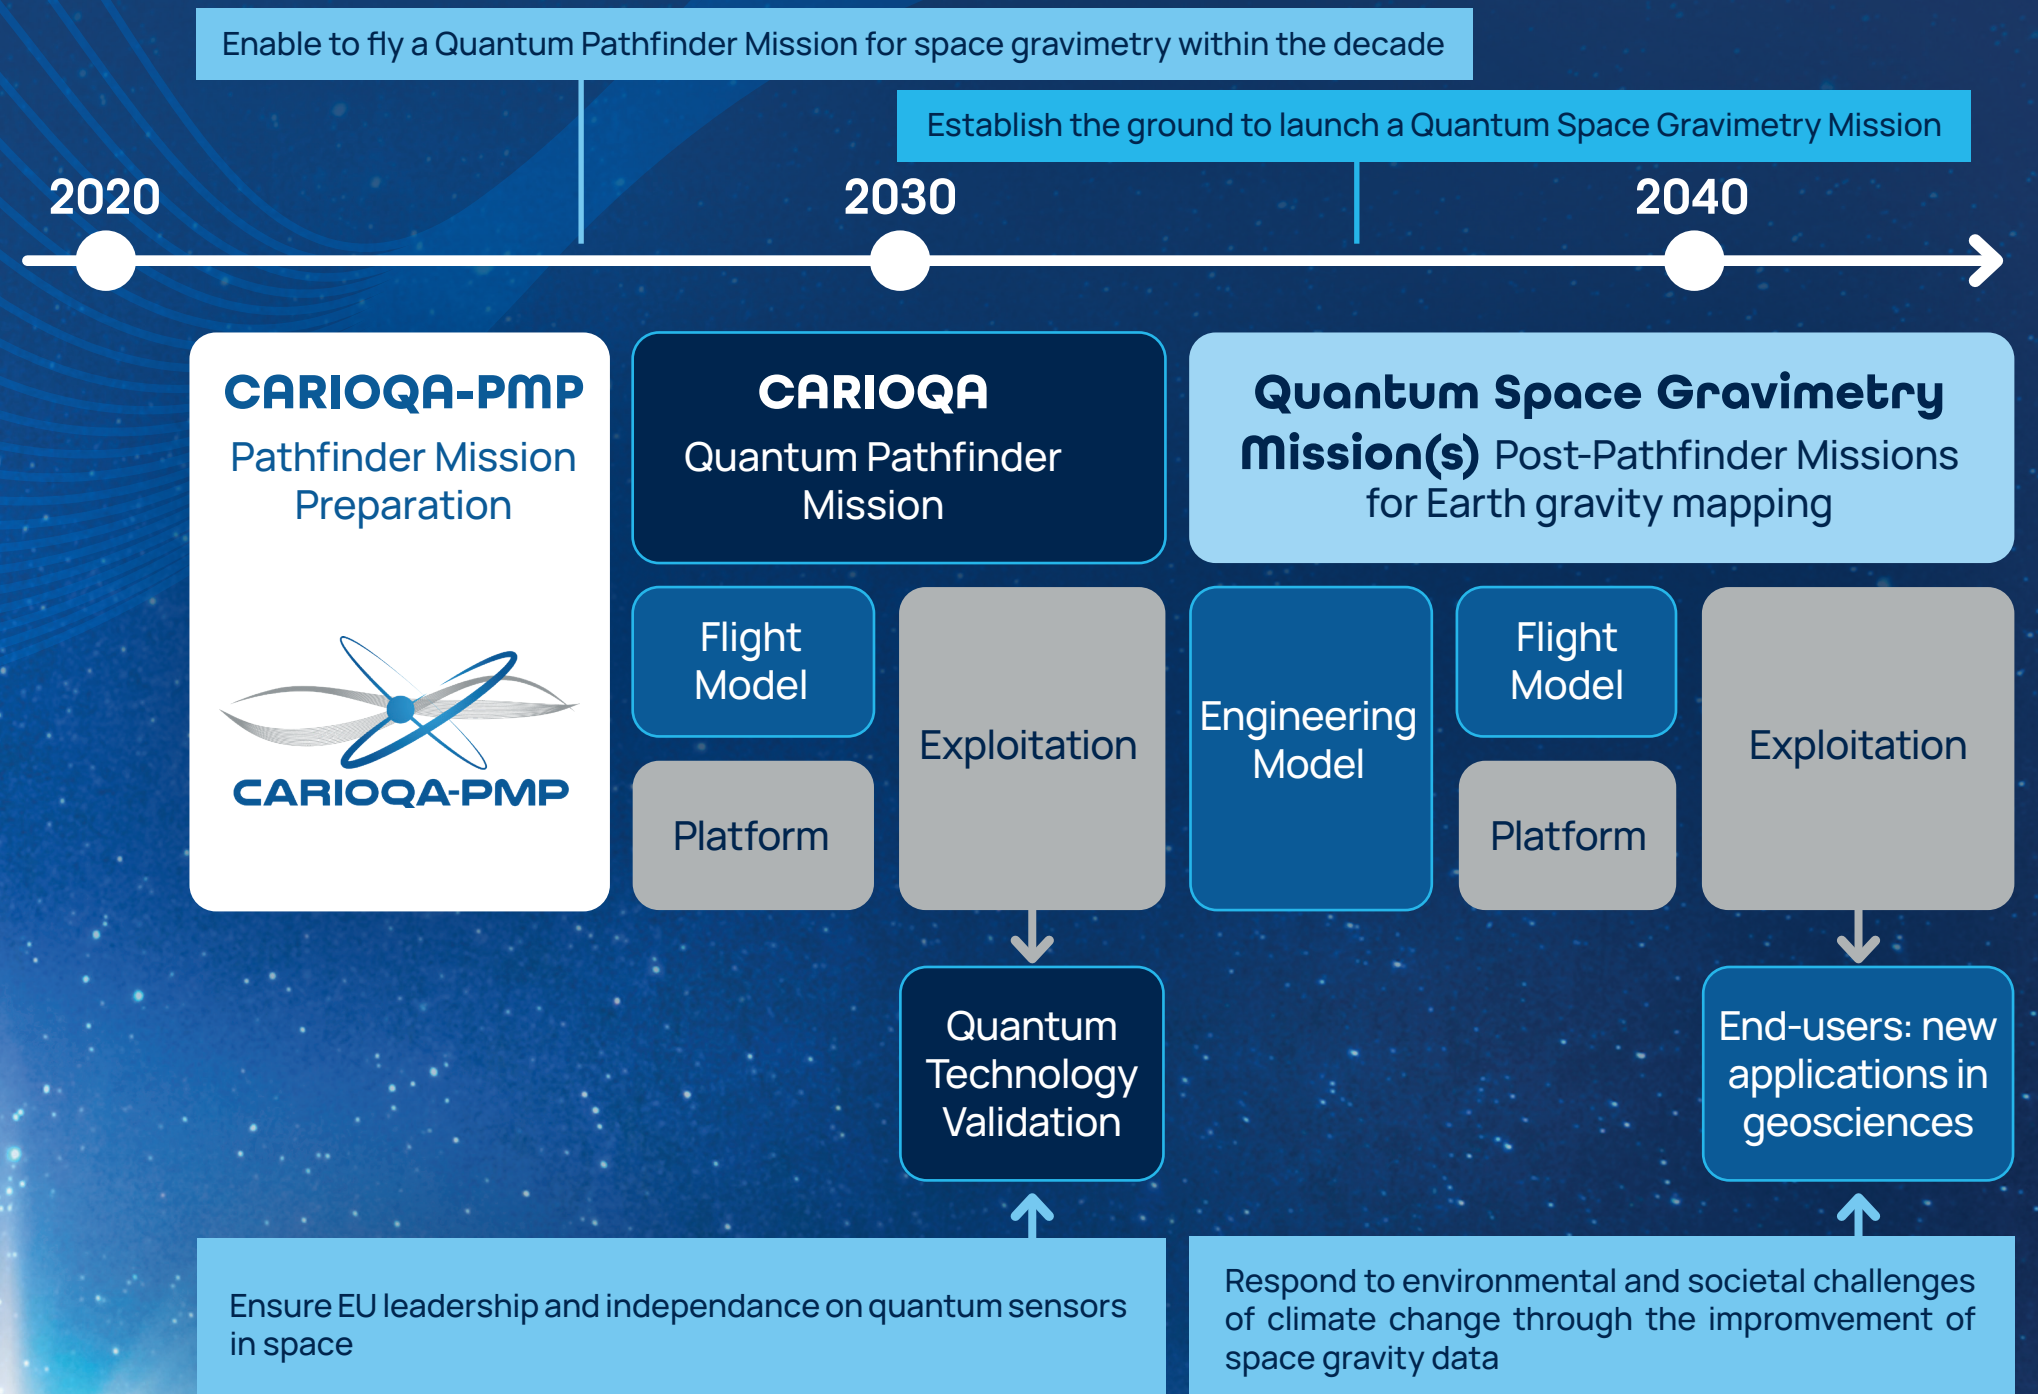 Enable to fly a Quantum Pathfinder Mission for space gravimetry within the decade
Establish the ground to launch a Quantum Space Gravimetry Mission
2020
2030
2040
CARIOQA-PMP
Pathfinder Mission
Preparation
CARIOQA-PMP
CARIOQA
Quantum Pathfinder
Mission
Quantum Space Gravimetry
Mission(s) Post-Pathfinder Missions
for Earth gravity mapping
Flight
Model
Platform
Exploitation
Engineering
Model
Flight
Model
Platform
Exploitation
Quantum
Technology
Validation
End-users: new
applications in
geosciences
Ensure EU leadership and independance on quantum sensors
in space
Respond to environmental and societal challenges
of climate change through the impromvement of
space gravity data